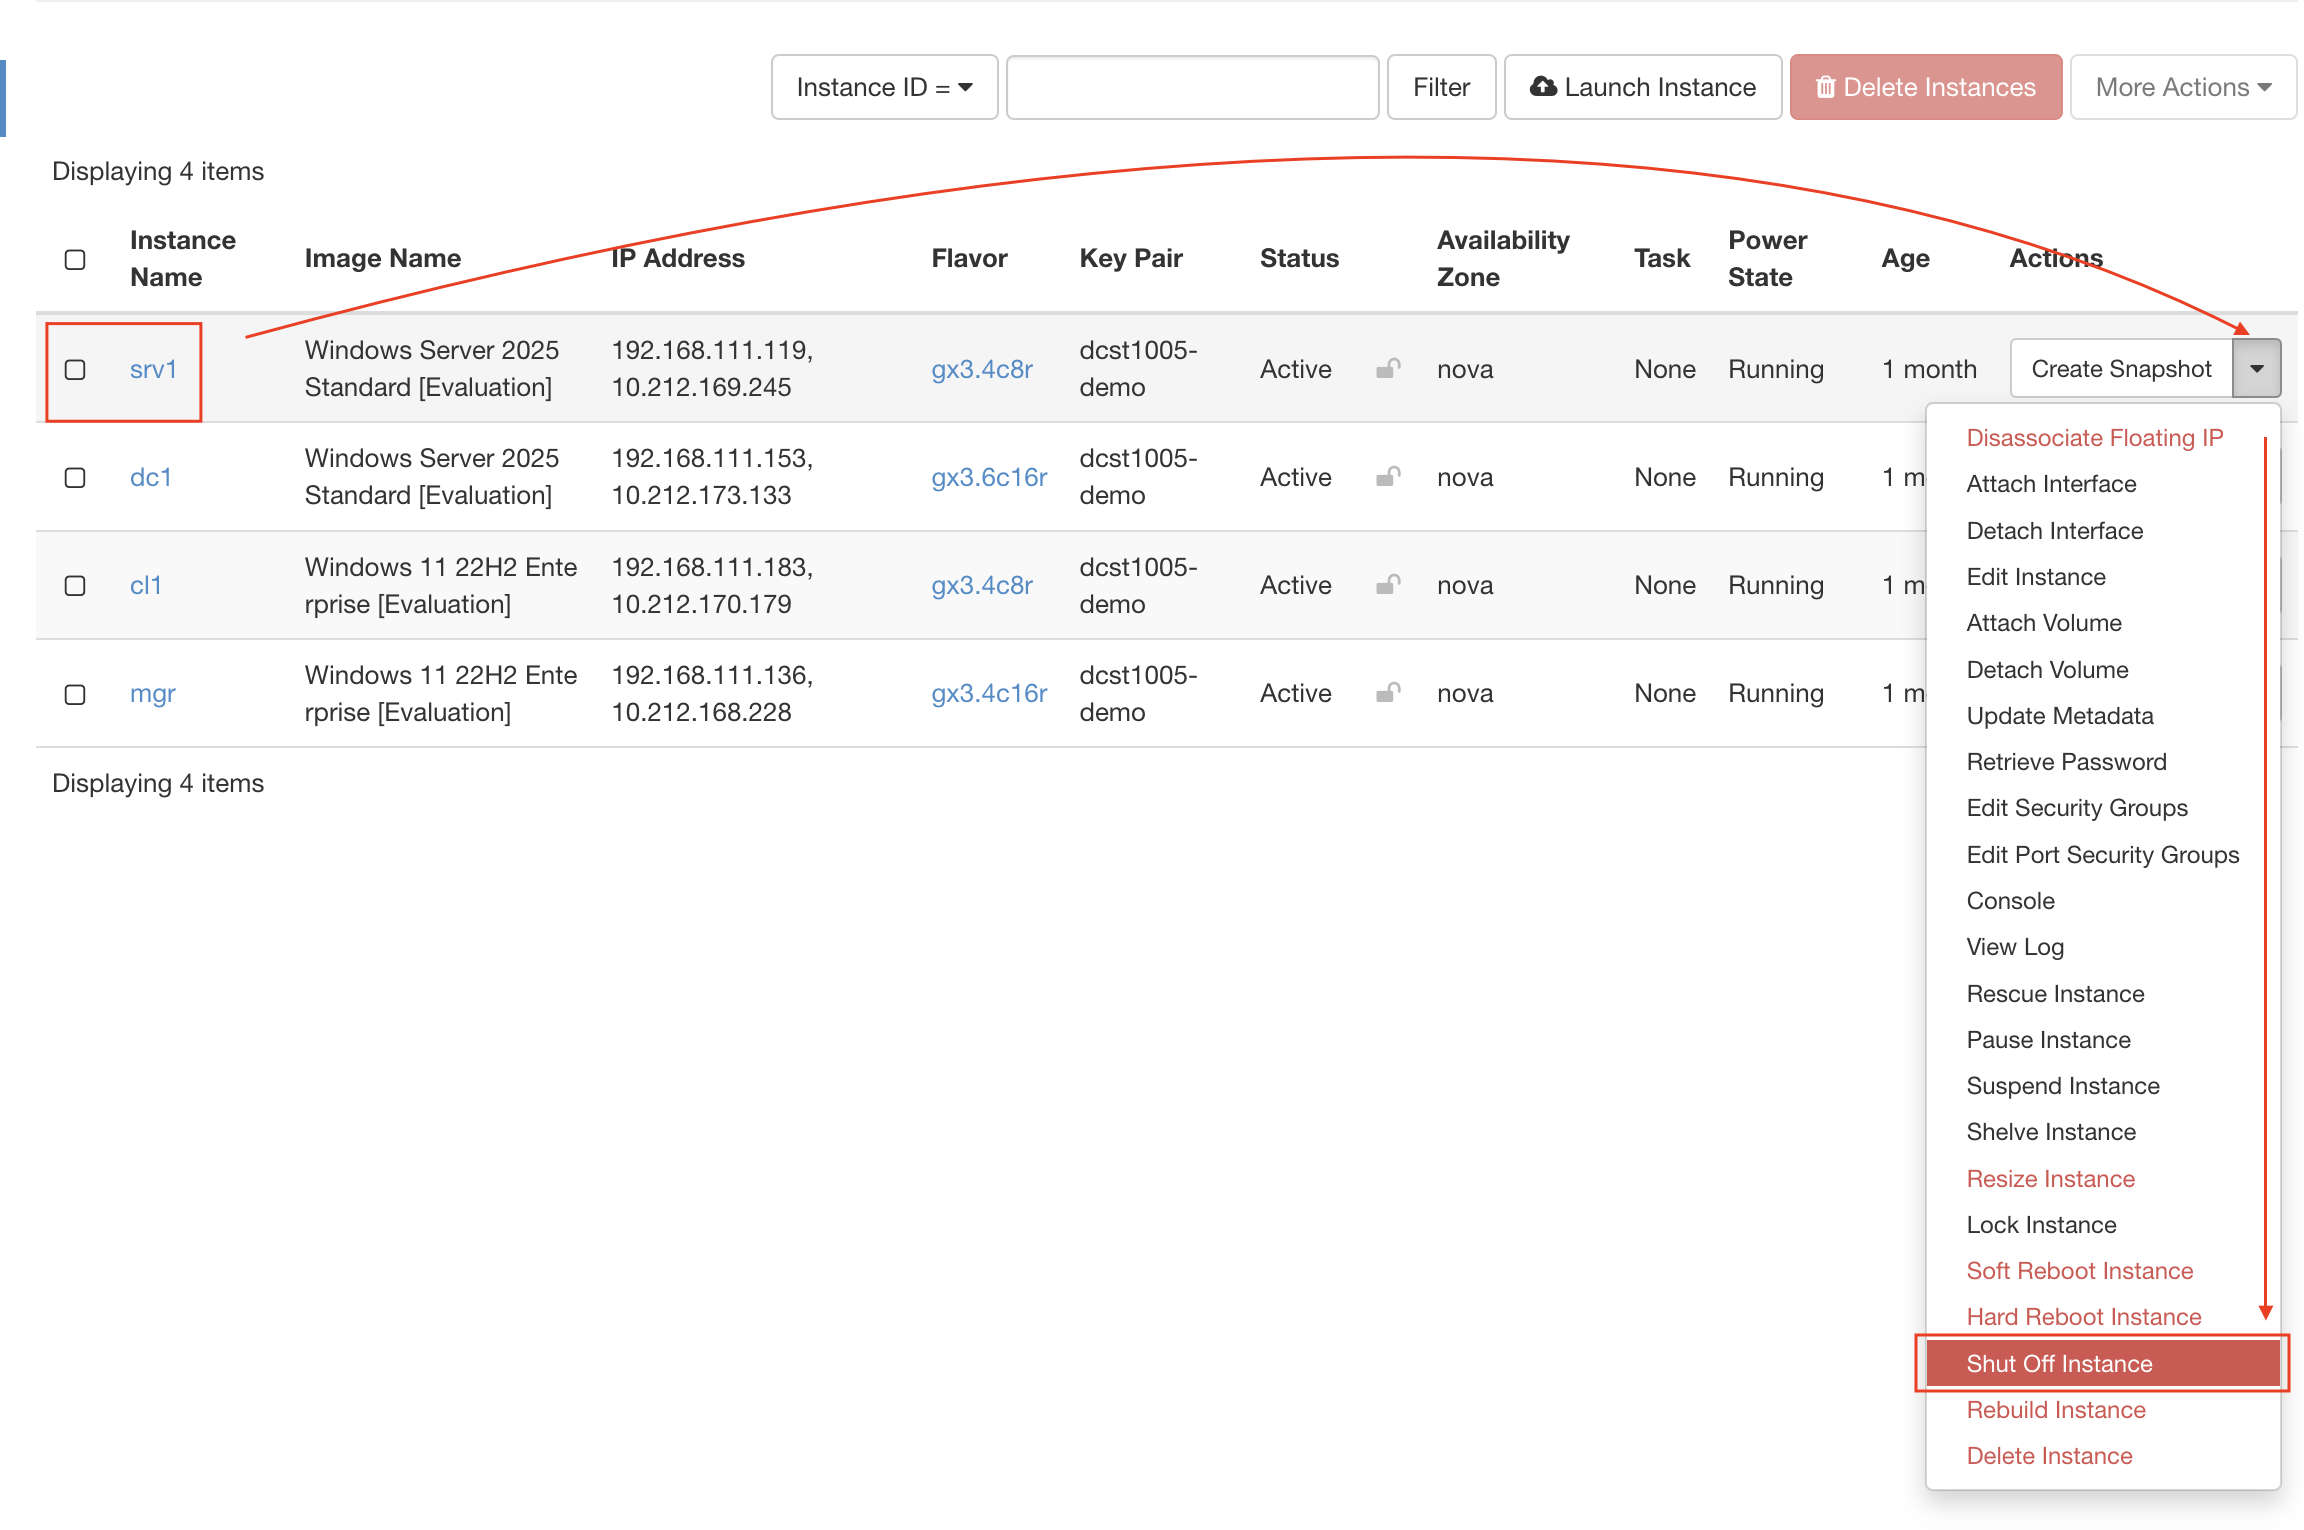 Instance ID =
Filter
Launch Instance
Delete Instances
More Actions
Displaying 4 items
Instance Name
Image Name
IP Address
Flavor
Key Pair
Status
Availability Zone
Task
Power State
Age
Actions
srv1
Windows Server 2025
Standard [Evaluation]
192.168.111.119,
10.212.169.245
gx3.4c8r
dcst1005-
demo
Active
nova
None
Running
1 month
Create Snapshot
dc1
Windows Server 2025
Standard [Evaluation]
192.168.111.153,
10.212.173.133
gx3.6c16r
dcst1005-
demo
Active
nova
None
Running
1 m
cl1
Windows 11 22H2 Ente
rprise [Evaluation]
192.168.111.183,
10.212.170.179
gx3.4c8r
dcst1005-
demo
Active
nova
None
Running
1 m
mgr
Windows 11 22H2 Ente
rprise [Evaluation]
192.168.111.136,
10.212.168.228
gx3.4c16r
dcst1005-
demo
Active
nova
None
Running
1 m
Displaying 4 items
Disassociate Floating IP
Attach Interface
Detach Interface
Edit Instance
Attach Volume
Detach Volume
Update Metadata
Retrieve Password
Edit Security Groups
Edit Port Security Groups
Console
View Log
Rescue Instance
Pause Instance
Suspend Instance
Shelve Instance
Resize Instance
Lock Instance
Soft Reboot Instance
Hard Reboot Instance
Shut Off Instance
Rebuild Instance
Delete Instance